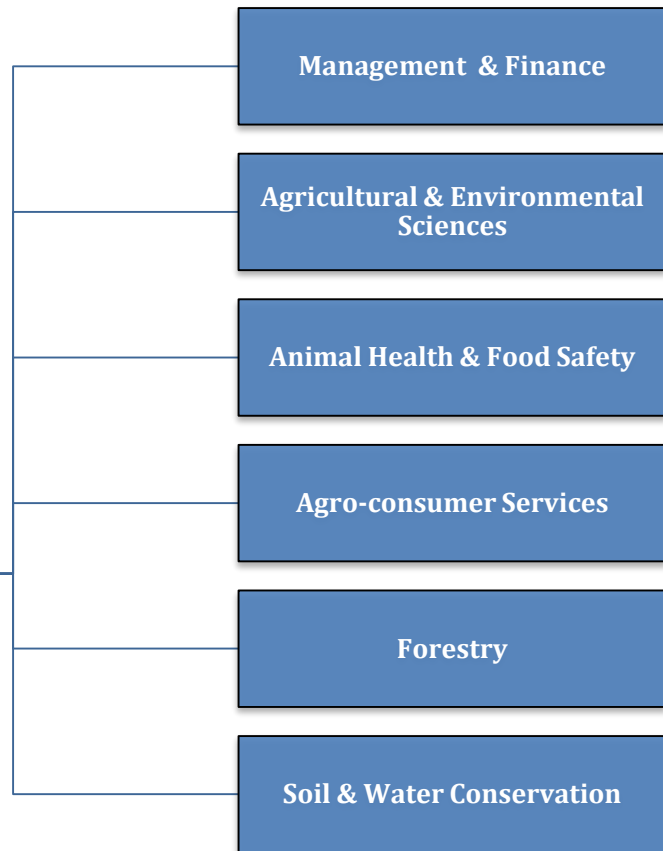 Management & Finance
Agricultural & Environmental
Sciences
Animal Health & Food Safety
Agro-consumer Services
Forestry
Soil & Water Conservation